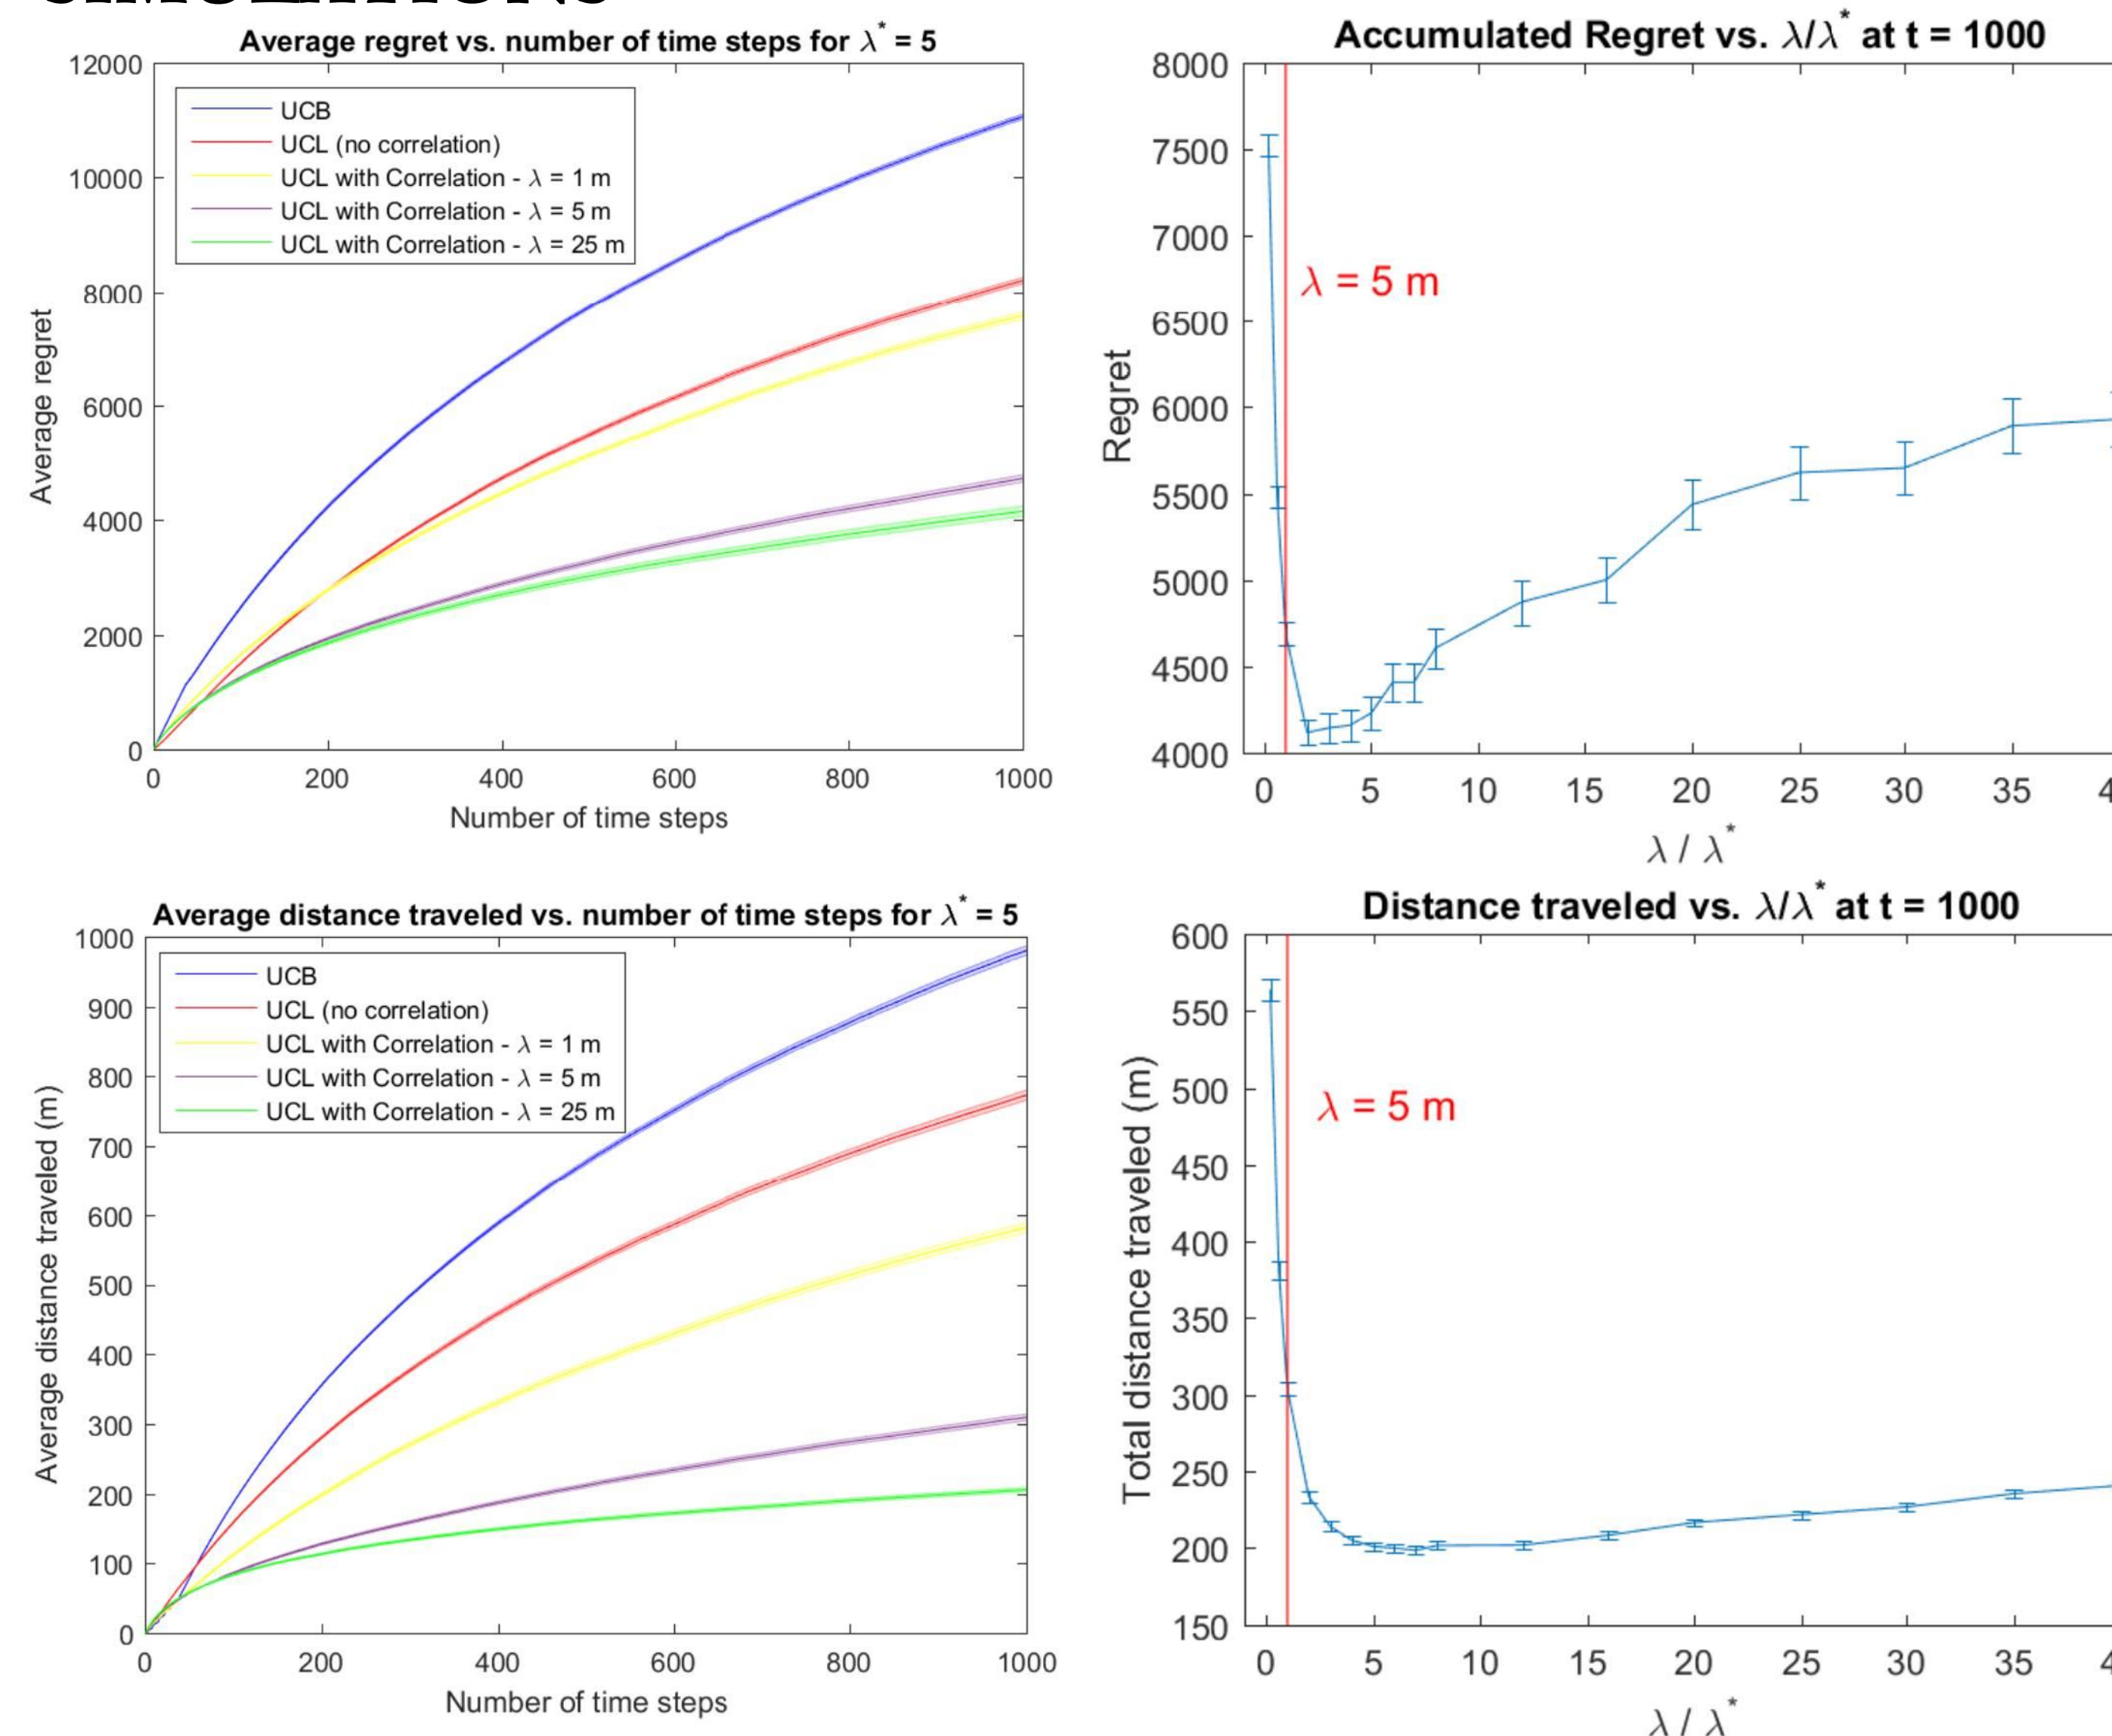 SIMULATIONS
Average regret vs. number of time steps for λ* = 5
12000
10000
8000
6000
4000
2000
0
Average regret
UCB
UCL (no correlation)
UCL with Correlation - λ = 1 m
UCL with Correlation - λ = 5 m
UCL with Correlation - λ = 25 m
0 200 400 600 800 1000
Number of time steps
Accumulated Regret vs. λ/λ* at t = 1000
8000
7500
7000
6500
6000
5500
5000
4500
4000
Regret
λ = 5 m
0 5 10 15 20 25 30 35 4
λ / λ*
Average distance traveled vs. number of time steps for λ* = 5
1000
900
800
700
600
500
400
300
200
100
0
Average distance traveled (m)
UCB
UCL (no correlation)
UCL with Correlation - λ = 1 m
UCL with Correlation - λ = 5 m
UCL with Correlation - λ = 25 m
0 200 400 600 800 1000
Number of time steps
Distance traveled vs. λ/λ* at t = 1000
600
550
500
450
400
350
300
250
200
150
Total distance traveled (m)
λ = 5 m
0 5 10 15 20 25 30 35 4
λ / λ*